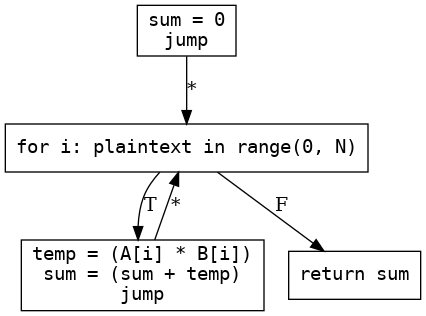 sum = 0
jump
*
for i: plaintext in range(0, N)
T
*
F
temp = (A[i] * B[i])
sum = (sum + temp)
jump
return sum